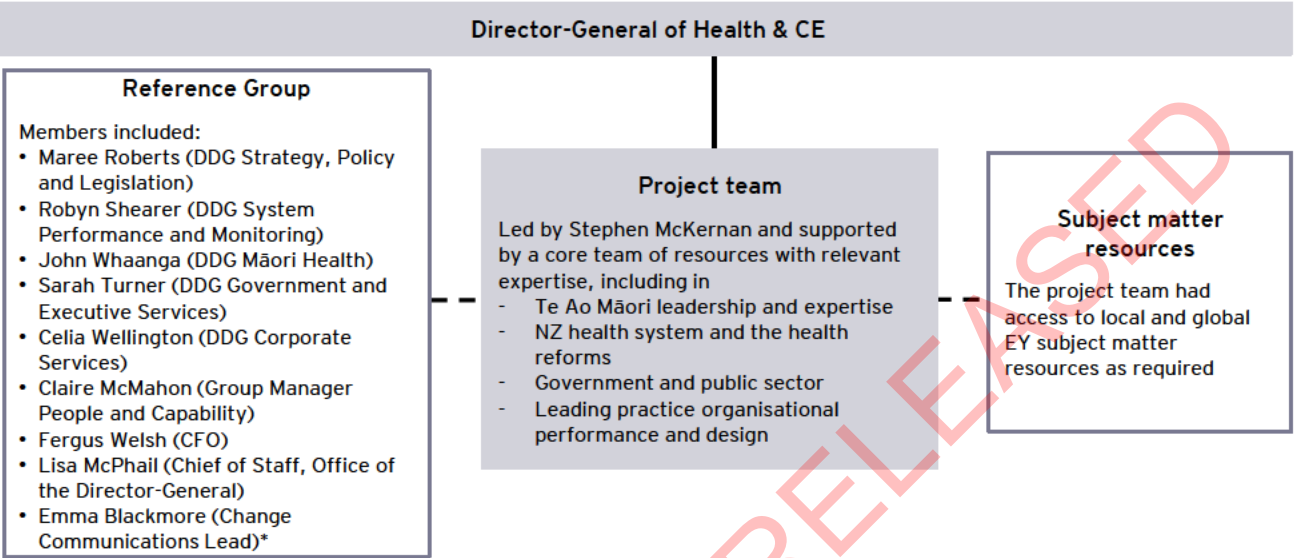 Director-General of Health & CE
Reference Group
Members included:
• Maree Roberts (DDG Strategy, Policy
and Legislation)
• Robyn Shearer (DDG System
Performance and Monitoring)
• John Whaanga (DDG Māori Health)
• Sarah Turner (DDG Government and
Executive Services)
• Celia Wellington (DDG Corporate
Services)
• Claire McMahon (Group Manager
People and Capability)
• Fergus Welsh (CFO)
• Lisa McPhail (Chief of Staff, Office of
the Director-General)
• Emma Blackmore (Change
Communications Lead)*
Project team
Led by Stephen McKernan and supported
by a core team of resources with relevant
expertise, including in
- Te Ao Māori leadership and expertise
- NZ health system and the health
reforms
- Government and public sector
- Leading practice organisational
performance and design
Subject matter
resources
The project team had
access to local and global
EY subject matter
resources as required
RELEASED